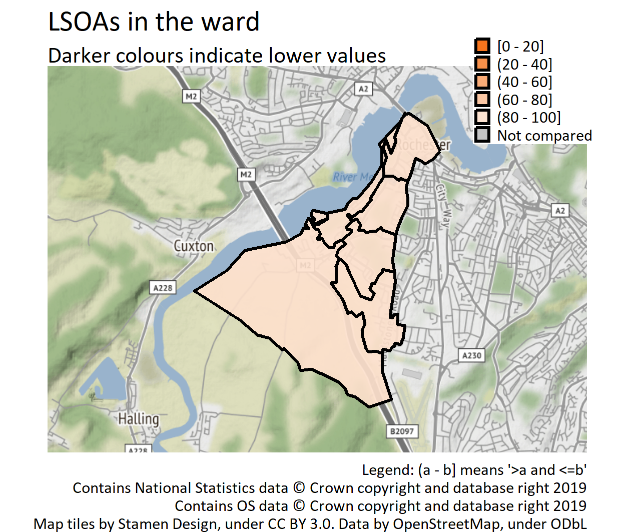 LSOAs in the ward
Darker colours indicate lower values
[0 - 20]
(20 - 40]
(40 - 60]
(60 - 80]
(80 - 100]
Not compared
M2
A2
M2
River
City Way
A2
Cuxton
M2
A228
A230
Halling
B2097
A228
Legend: (a - b] means '>a and <=b'
Contains National Statistics data © Crown copyright and database right 2019
Contains OS data © Crown copyright and database right 2019
Map tiles by Stamen Design, under CC BY 3.0. Data by OpenStreetMap, under ODbL